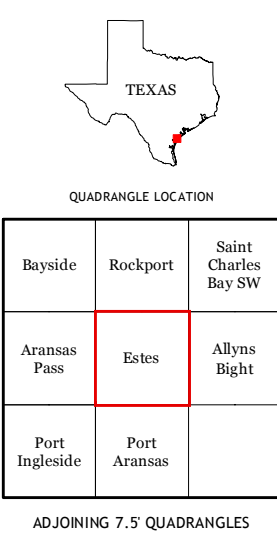 TEXAS
QUADRANGLE LOCATION
Bayside
Rockport
Saint
Charles
Bay SW
Aransas
Pass
Estes
Allyns
Bight
Port
Ingleside
Port
Aransas
ADJOINING 7.5' QUADRANGLES